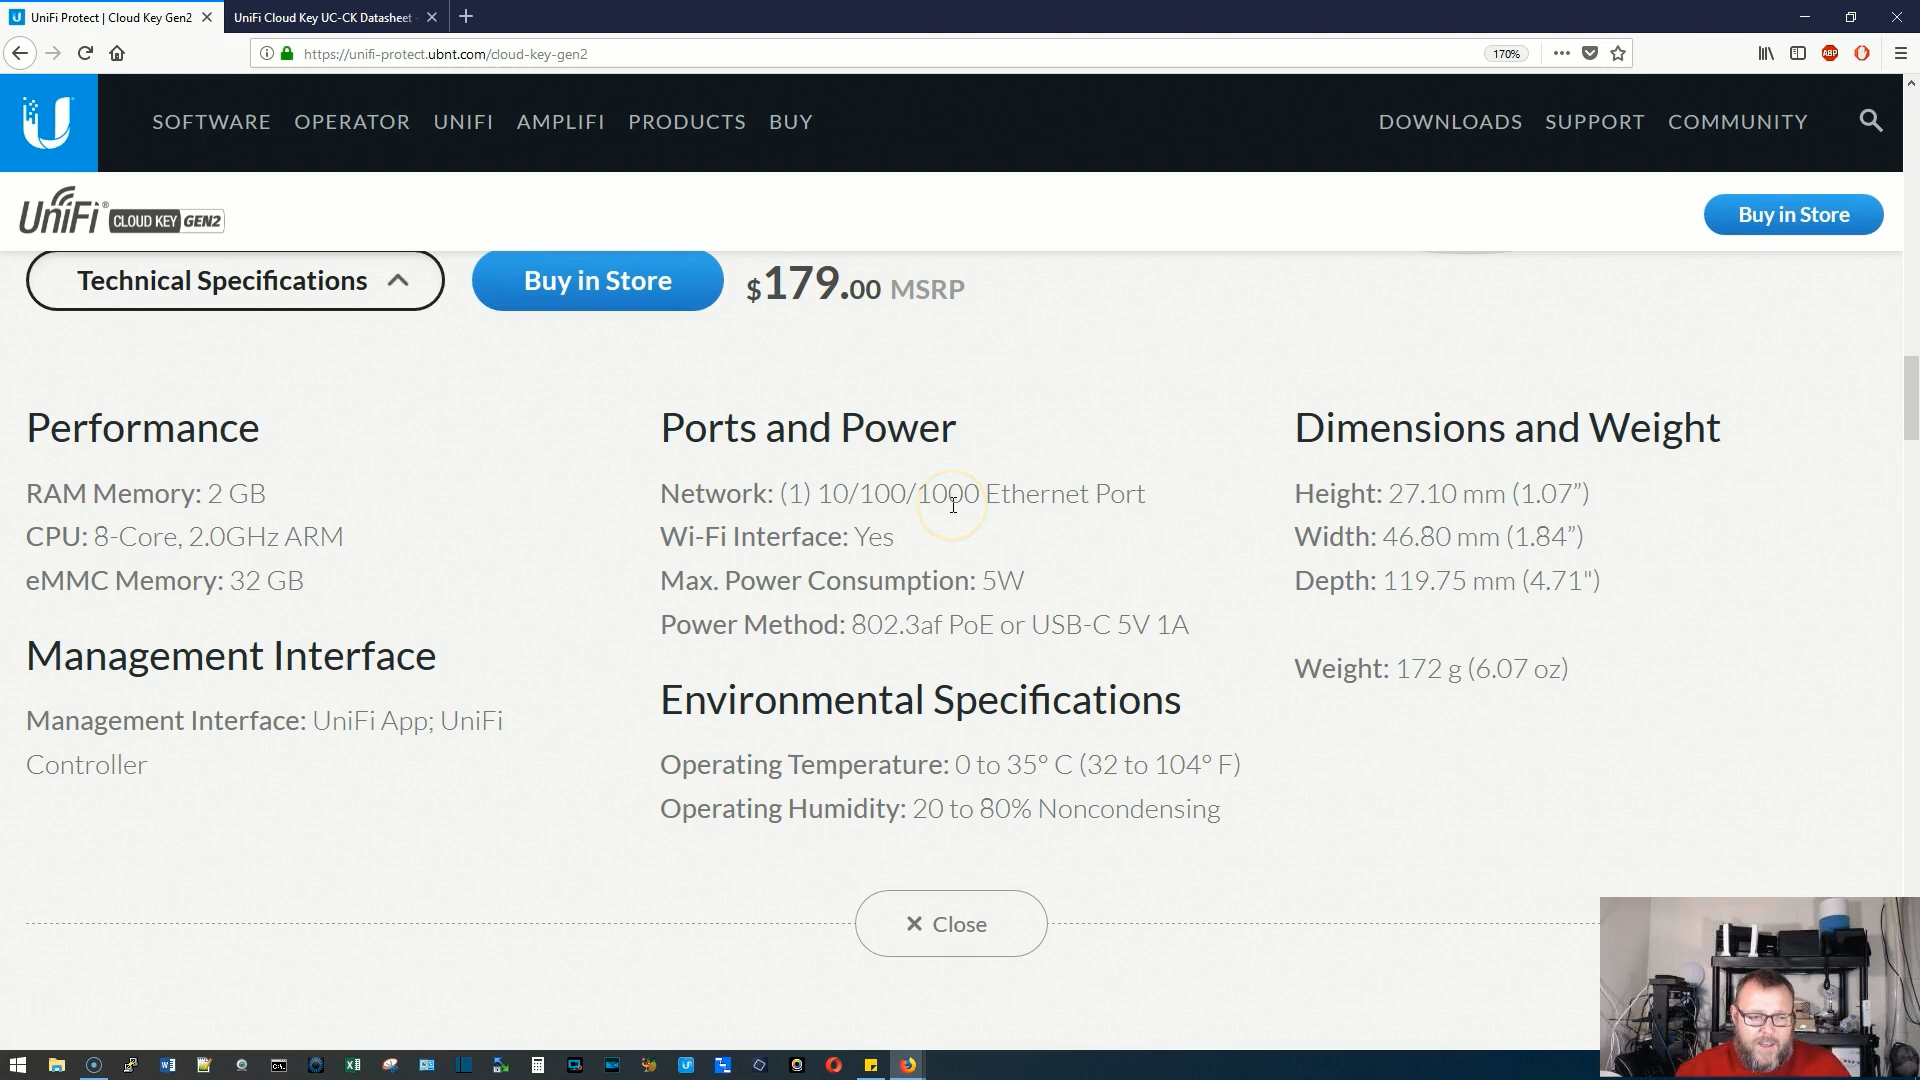 UniFi Protect | Cloud Key Gen2
UniFi Cloud Key UC-CK Datasheet
https://unifi-protect.ubnt.com/cloud-key-gen2
170%
ABP
SOFTWARE OPERATOR UNIFI AMPLIFI PRODUCTS BUY
DOWNLOADS SUPPORT COMMUNITY
UniFi® CLOUD KEY GEN2
Buy in Store
Technical Specifications
Buy in Store
$179.00 MSRP
Performance
RAM Memory: 2 GB
CPU: 8-Core, 2.0GHz ARM
eMMC Memory: 32 GB
Management Interface
Management Interface: UniFi App; UniFi
Controller
Ports and Power
Network: (1) 10/100/1000 Ethernet Port
Wi-Fi Interface: Yes
Max. Power Consumption: 5W
Power Method: 802.3af PoE or USB-C 5V 1A
Environmental Specifications
Operating Temperature: 0 to 35° C (32 to 104° F)
Operating Humidity: 20 to 80% Noncondensing
Dimensions and Weight
Height: 27.10 mm (1.07”)
Width: 46.80 mm (1.84”)
Depth: 119.75 mm (4.71")
Weight: 172 g (6.07 oz)
Close